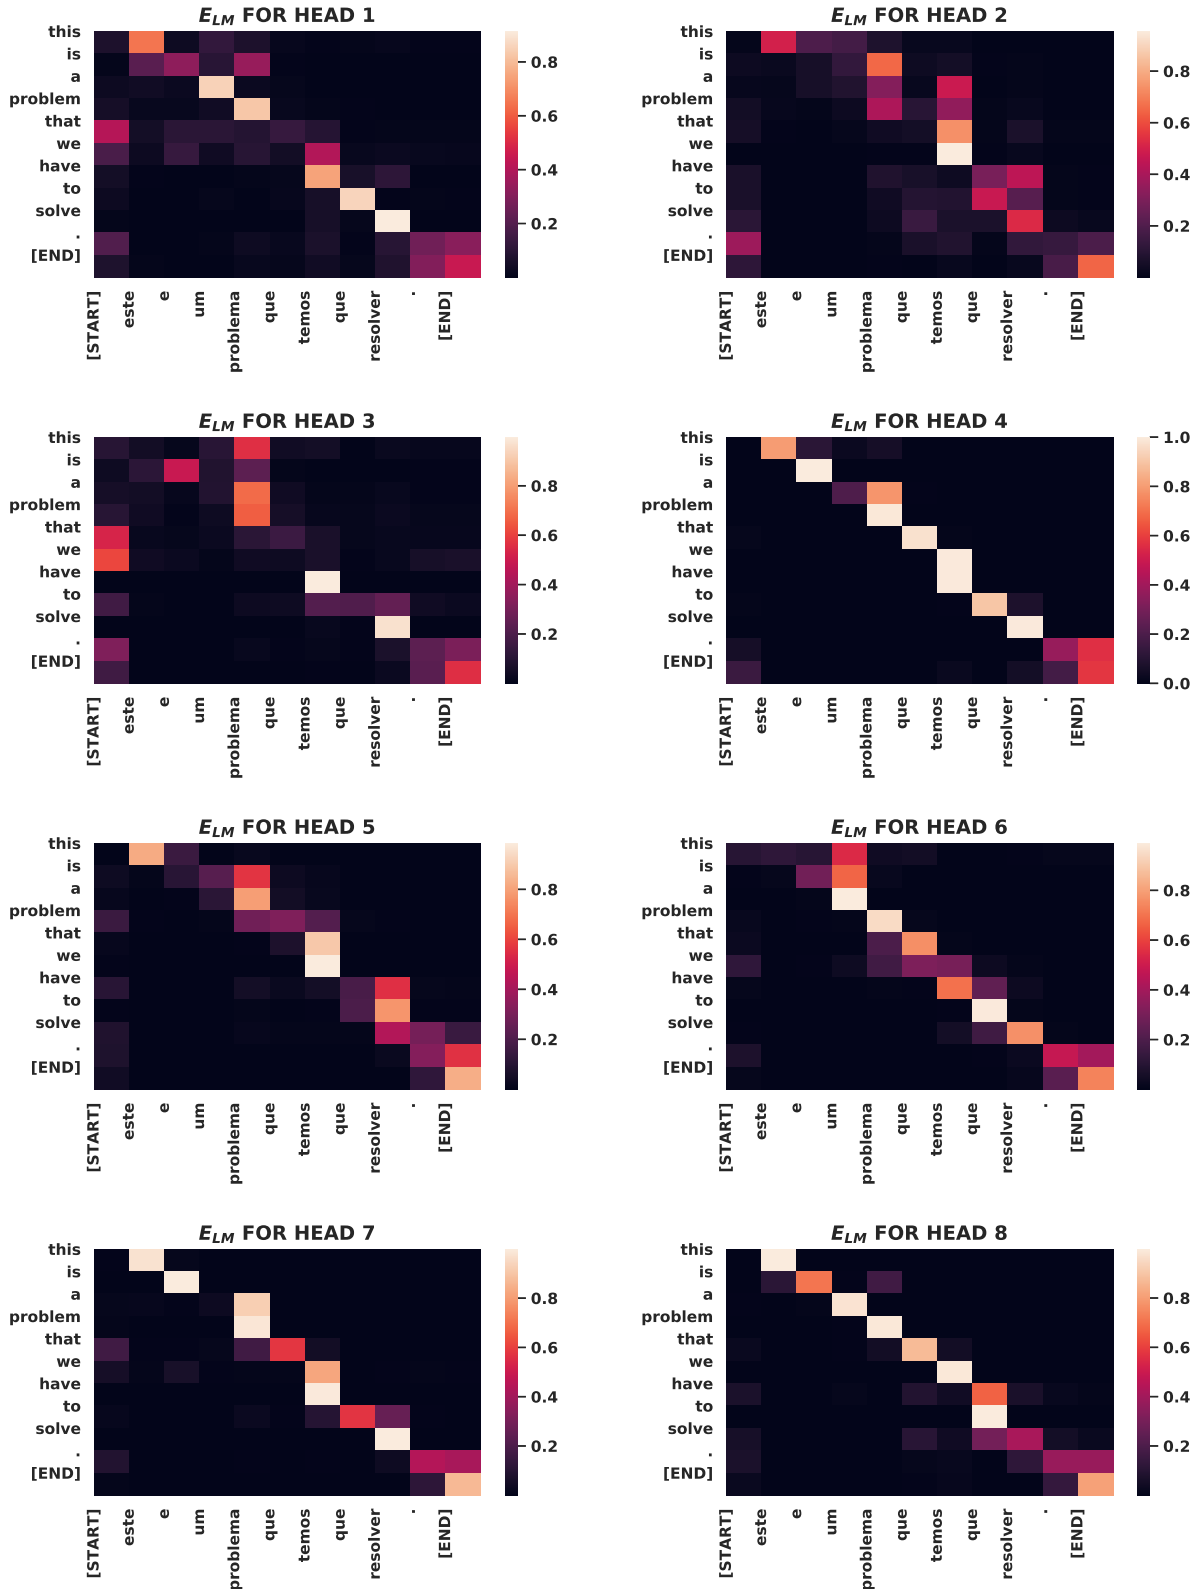 E_LM FOR HEAD 1
this
is
a
problem
that
we
have
to
solve
.
[END]
[START]
este
e
um
problema
que
temos
que
resolver
.
[END]
0.8
0.6
0.4
0.2
E_LM FOR HEAD 2
[START]
este
e
um
problema
que
temos
que
resolver
.
[END]
0.8
0.6
0.4
0.2
E_LM FOR HEAD 3
this
is
a
problem
that
we
have
to
solve
.
[END]
[START]
este
e
um
problema
que
temos
que
resolver
.
[END]
0.8
0.6
0.4
0.2
E_LM FOR HEAD 4
this
is
a
problem
that
we
have
to
solve
.
[END]
[START]
este
e
um
problema
que
temos
que
resolver
.
[END]
1.0
0.8
0.6
0.4
0.2
0.0
E_LM FOR HEAD 5
this
is
a
problem
that
we
have
to
solve
.
[END]
[START]
este
e
um
problema
que
temos
que
resolver
.
[END]
0.8
0.6
0.4
0.2
E_LM FOR HEAD 6
this
is
a
problem
that
we
have
to
solve
.
[END]
[START]
este
e
um
problema
que
temos
que
resolver
.
[END]
0.8
0.6
0.4
0.2
E_LM FOR HEAD 7
this
is
a
problem
that
we
have
to
solve
.
[END]
[START]
este
e
um
problema
que
temos
que
resolver
.
[END]
0.8
0.6
0.4
0.2
E_LM FOR HEAD 8
this
is
a
problem
that
we
have
to
solve
.
[END]
[START]
este
e
um
problema
que
temos
que
resolver
.
[END]
0.8
0.6
0.4
0.2